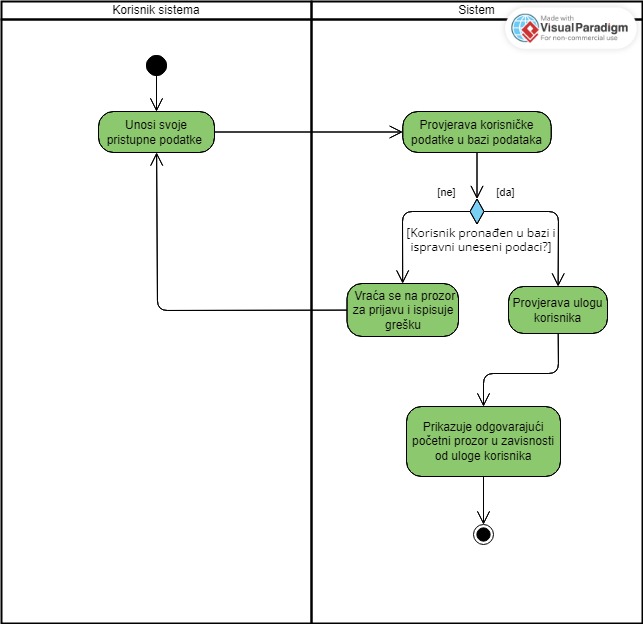 Korisnik sistema
Sistem
Made with
VisualParadigm
For non-commercial use
Unosi svoje
pristupne podatke
Provjerava korisničke
podatke u bazi podataka
[ne]
[da]
[Korisnik pronađen u bazi i
ispravni uneseni podaci?]
Vraća se na prozor
za prijavu i ispisuje
grešku
Provjerava ulogu
korisnika
Prikazuje odgovarajući
početni prozor u zavisnosti
od uloge korisnika